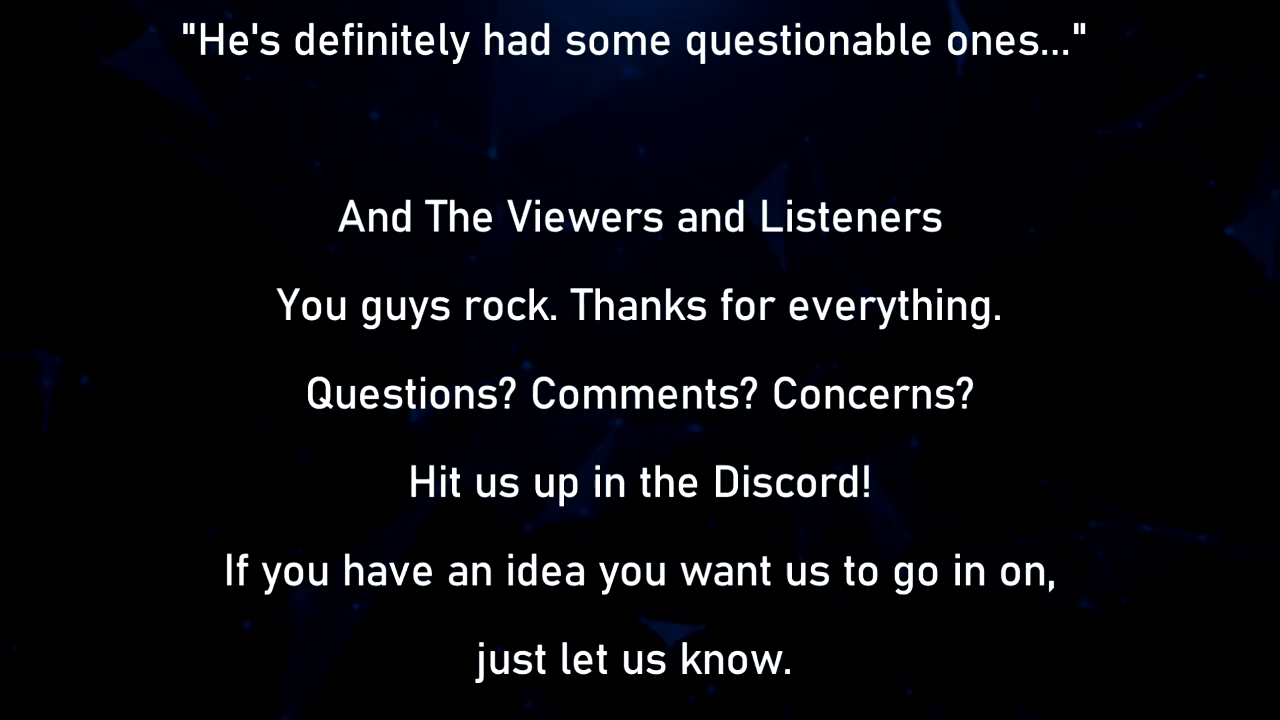 "He's definitely had some questionable ones..."
And The Viewers and Listeners
You guys rock. Thanks for everything.
Questions? Comments? Concerns?
Hit us up in the Discord!
If you have an idea you want us to go in on,
just let us know.